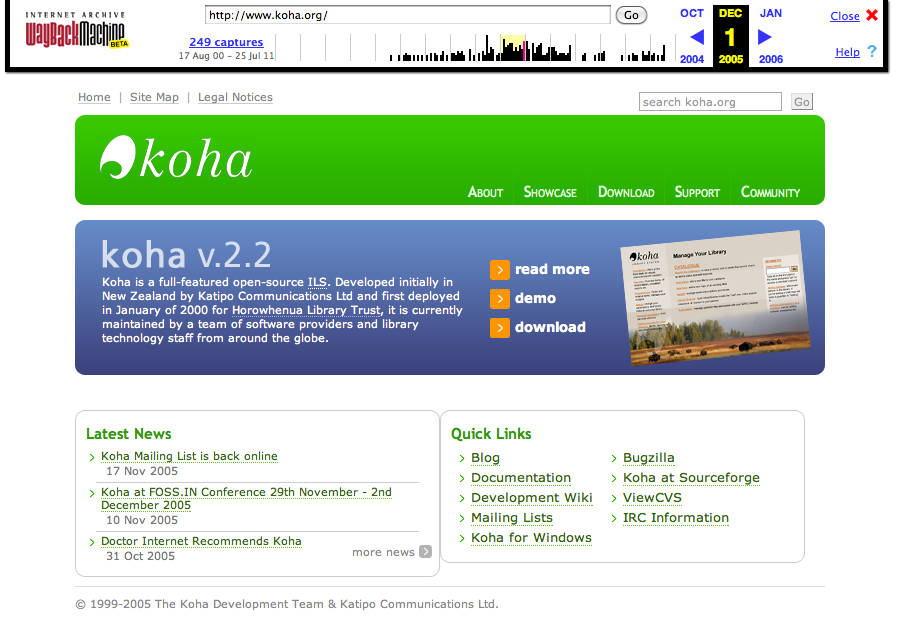 INTERNET ARCHIVE
WayBackMachine
BETA
http://www.koha.org/
Go
249 captures
17 Aug 00 – 25 Jul 11
OCT DEC JAN
1
2004 2005 2006
Close
Help ?
Home | Site Map | Legal Notices
search koha.org Go
koha
About Showcase Download Support Community
koha v.2.2
Koha is a full-featured open-source ILS. Developed initially in
New Zealand by Katipo Communications Ltd and first deployed
in January of 2000 for Horowhenua Library Trust, it is currently
maintained by a team of software providers and library
technology staff from around the globe.
> read more
> demo
> download
koha
Manage Your Library
CATALOGUE
Latest News
Koha Mailing List is back online
17 Nov 2005
Koha at FOSS.IN Conference 29th November - 2nd
December 2005
10 Nov 2005
Doctor Internet Recommends Koha
31 Oct 2005
more news >
Quick Links
Blog
Documentation
Development Wiki
Mailing Lists
Koha for Windows
Bugzilla
Koha at Sourceforge
ViewCVS
IRC Information
© 1999-2005 The Koha Development Team & Katipo Communications Ltd.